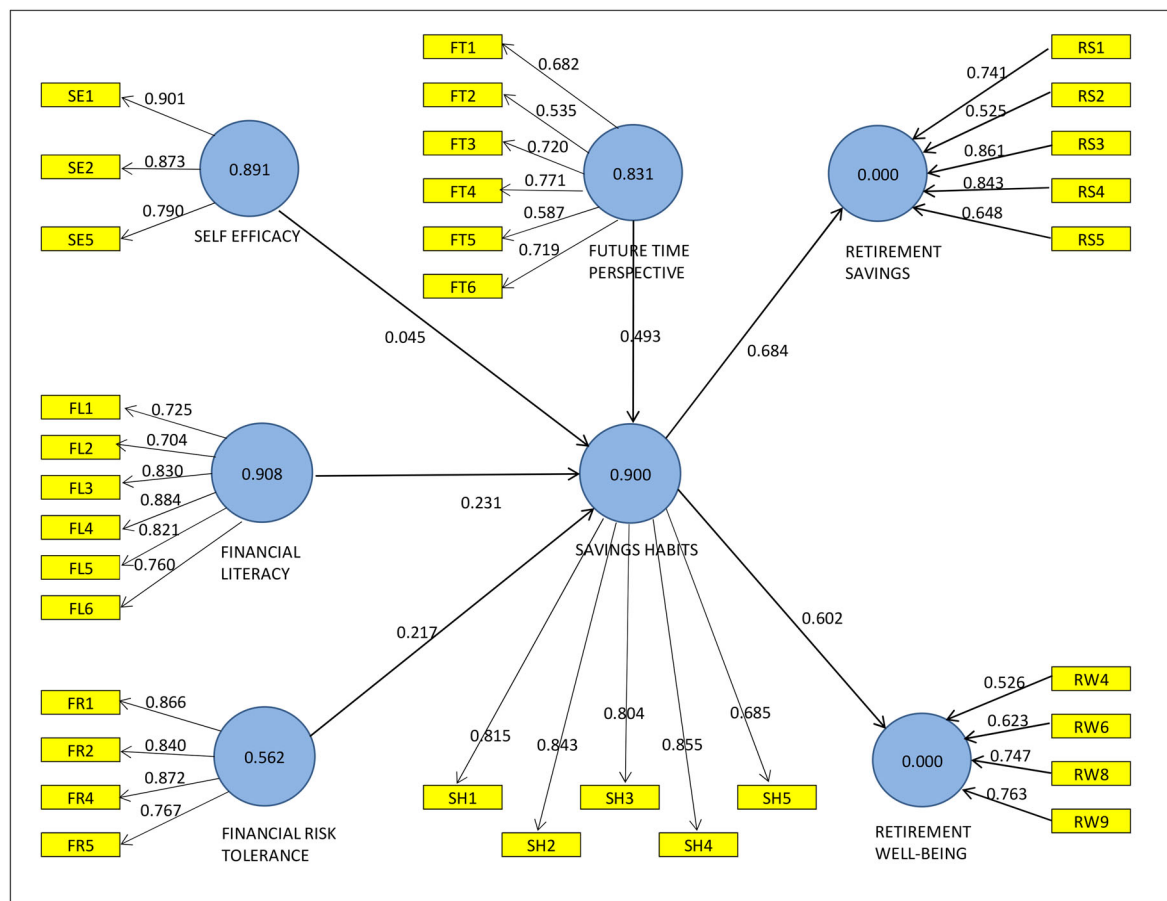 SE1
0.901
SE2
0.873
SE5
0.790
0.891
SELF EFFICACY
FT1
0.682
FT2
0.535
FT3
0.720
FT4
0.771
FT5
0.587
FT6
0.719
0.831
FUTURE TIME
PERSPECTIVE
RS1
0.741
RS2
0.525
RS3
0.861
RS4
0.843
RS5
0.648
0.000
RETIREMENT
SAVINGS
0.045
0.493
0.684
FL1
0.725
FL2
0.704
FL3
0.830
FL4
0.884
FL5
0.821
FL6
0.760
0.908
FINANCIAL
LITERACY
0.231
0.900
SAVINGS HABITS
0.217
0.602
FR1
0.866
FR2
0.840
FR4
0.872
FR5
0.767
0.562
FINANCIAL RISK
TOLERANCE
0.815
0.843
0.804
0.855
0.685
SH1
SH2
SH3
SH4
SH5
RW4
0.526
RW6
0.623
RW8
0.747
RW9
0.763
0.000
RETIREMENT
WELL-BEING